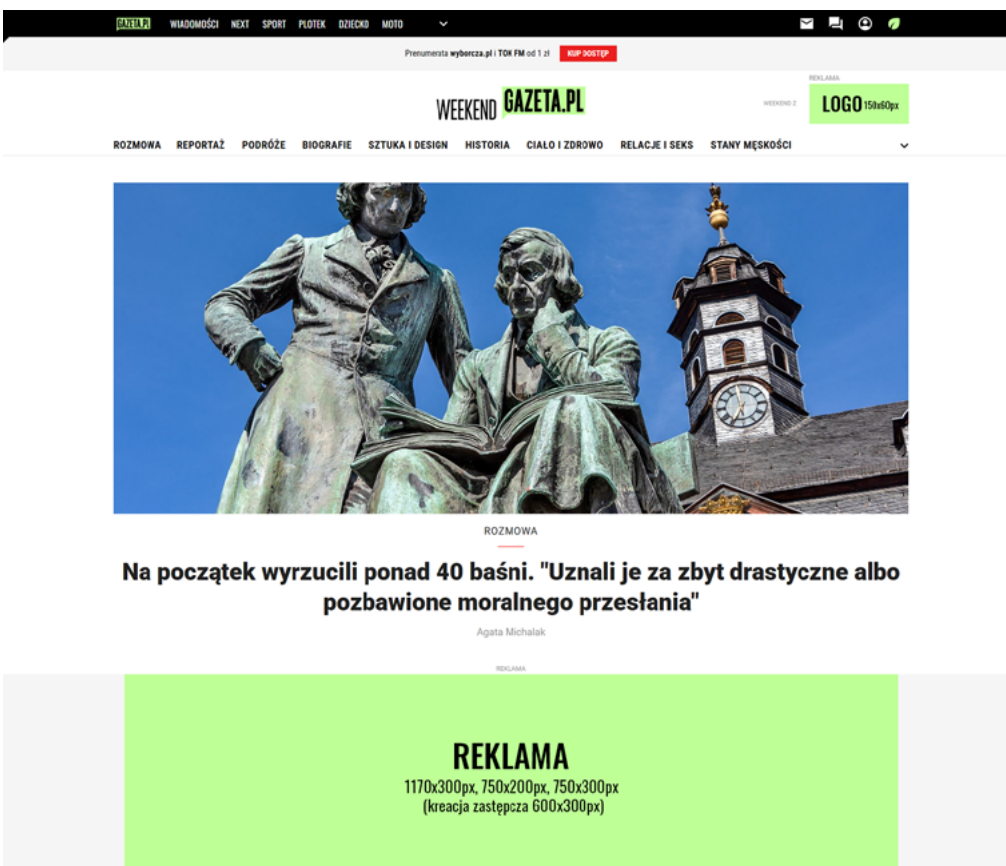 GAZETA.PL WIADOMOŚCI NEXT SPORT PLOTEK DZIECKO MOTO
Prenumerata wyborcza.pl i TOK FM od 1 zł KUP DOSTĘP
REKLAMA
WEEKEND GAZETA.PL WEEKEND 2 LOGO 150x60px
ROZMOWA REPORTAŻ PODRÓŻE BIOGRAFIE SZTUKA I DESIGN HISTORIA CIAŁO I ZDROWO RELACJE I SEKS STANY MĘSKOŚCI
ROZMOWA
Na początek wyrzucili ponad 40 baśni. "Uznali je za zbyt drastyczne albo
pozbawione moralnego przesłania"
Agata Michalak
REKLAMA
REKLAMA
1170x300px, 750x200px, 750x300px
(kreacja zastępcza 600x300px)